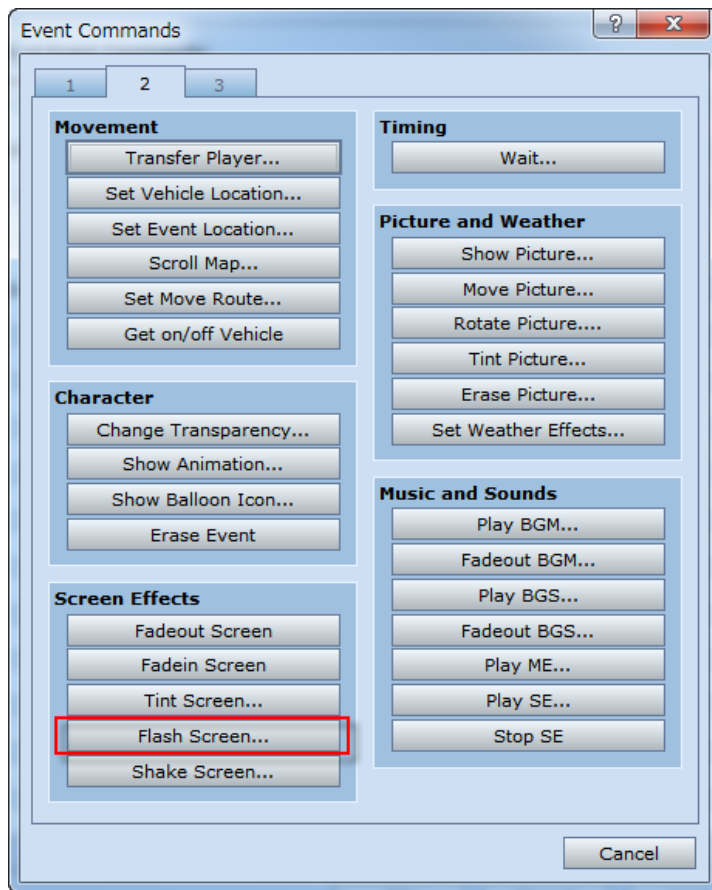 Event Commands
?
X
1
2
3
Movement
Transfer Player...
Set Vehicle Location...
Set Event Location...
Scroll Map...
Set Move Route...
Get on/off Vehicle
Character
Change Transparency...
Show Animation...
Show Balloon Icon...
Erase Event
Screen Effects
Fadeout Screen
Fadein Screen
Tint Screen...
Flash Screen...
Shake Screen...
Timing
Wait...
Picture and Weather
Show Picture...
Move Picture...
Rotate Picture....
Tint Picture...
Erase Picture...
Set Weather Effects...
Music and Sounds
Play BGM...
Fadeout BGM...
Play BGS...
Fadeout BGS...
Play ME...
Play SE...
Stop SE
Cancel